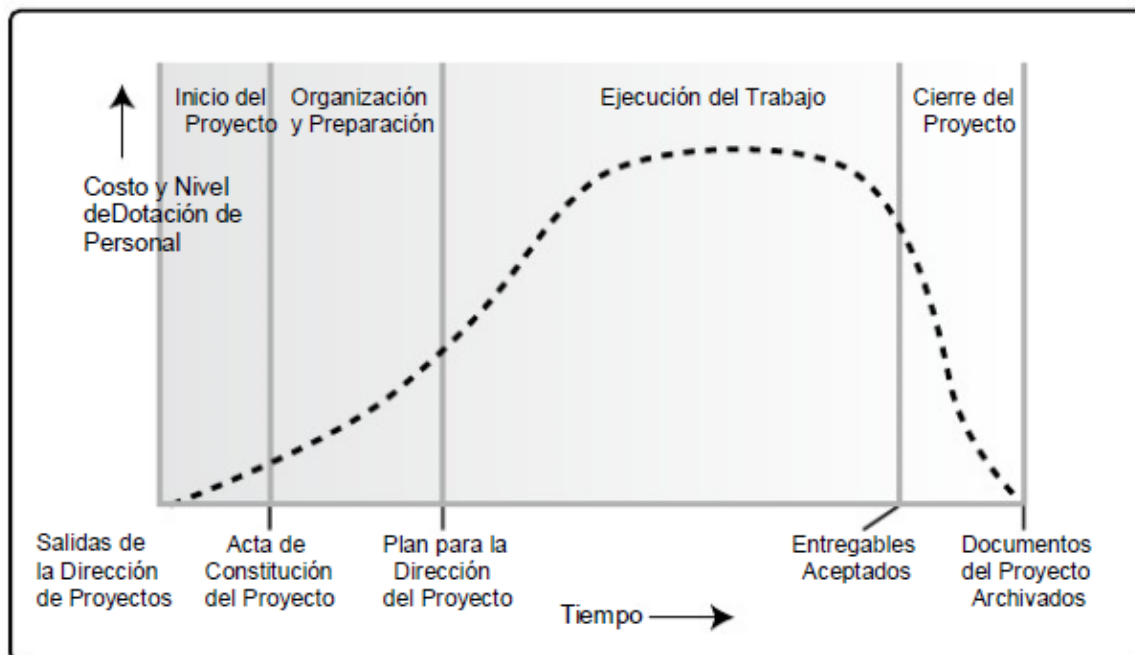 Inicio del
Proyecto
Organización
y Preparación
Ejecución del Trabajo
Cierre del
Proyecto
Costo y Nivel
deDotación de
Personal
Salidas de
la Dirección
de Proyectos
Acta de
Constitución
del Proyecto
Plan para la
Dirección
del Proyecto
Entregables
Aceptados
Documentos
del Proyecto
Archivados
Tiempo